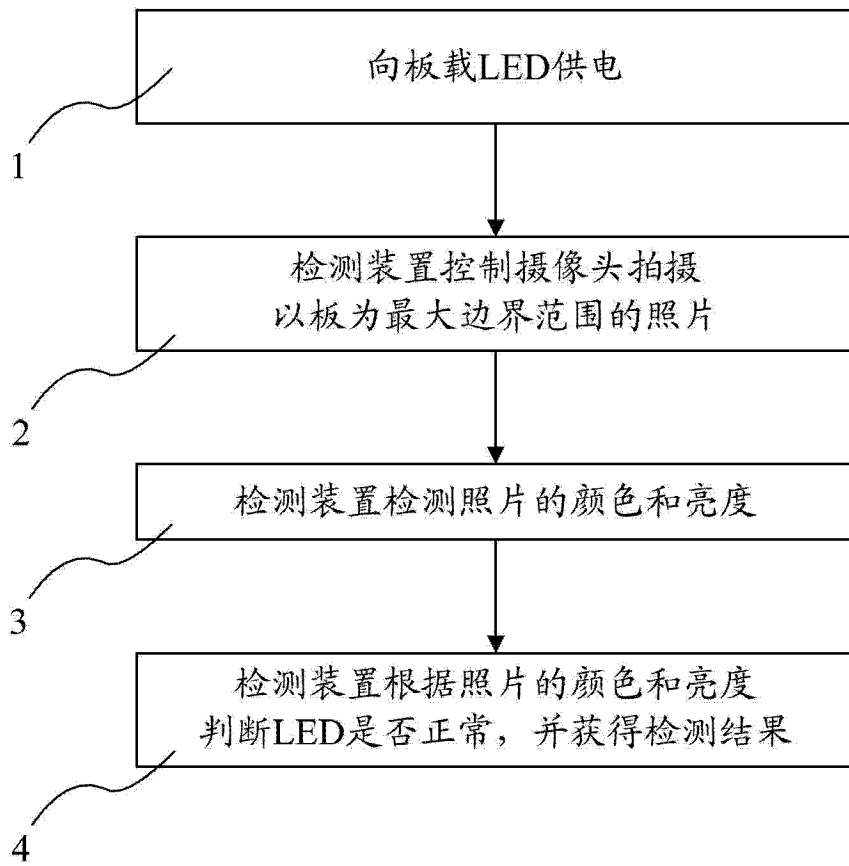 向板载LED供电
1
检测装置控制摄像头拍摄
以板为最大边界范围的照片
2
检测装置检测照片的颜色和亮度
3
检测装置根据照片的颜色和亮度
判断LED是否正常，并获得检测结果
4